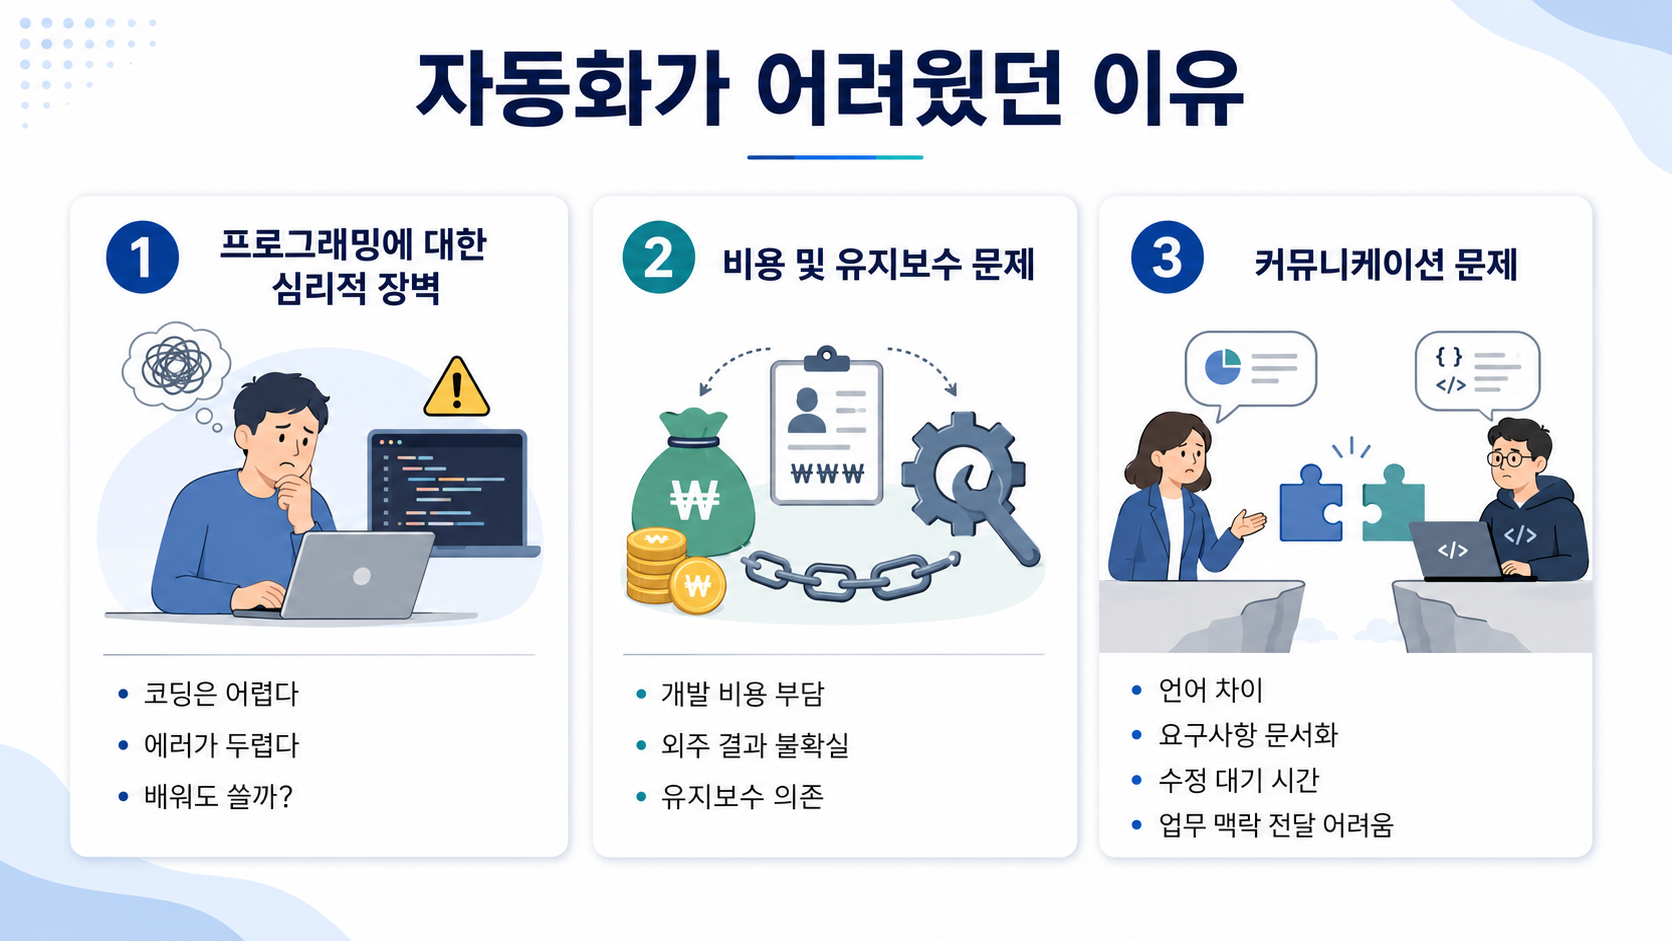 자동화가 어려웠던 이유
1
프로그래밍에 대한
심리적 장벽
코딩은 어렵다
에러가 두렵다
배워도 쓸까?
2
비용 및 유지보수 문제
₩₩₩
₩
₩
₩
개발 비용 부담
외주 결과 불확실
유지보수 의존
3
커뮤니케이션 문제
{ }
</>
</>
</>
언어 차이
요구사항 문서화
수정 대기 시간
업무 맥락 전달 어려움